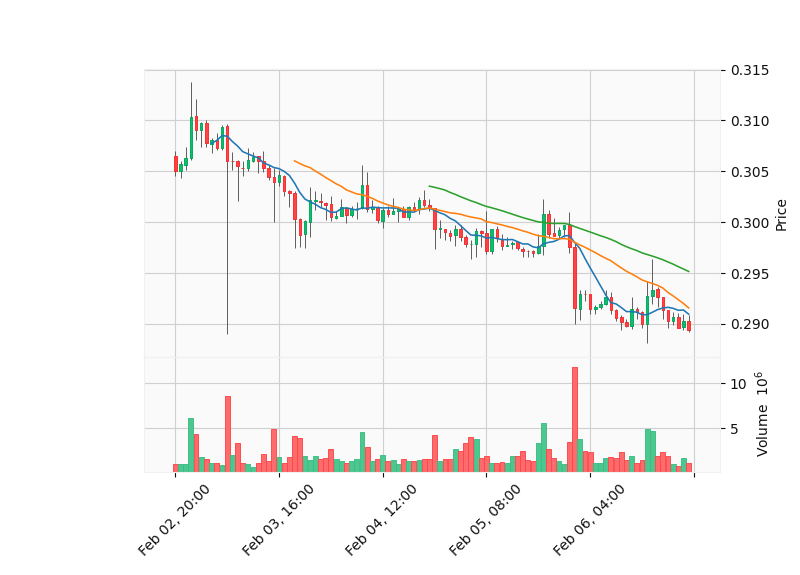 0.315
0.310
0.305
0.300
0.295
0.290
Price
10
5
Volume 10^6
Feb 02, 20:00
Feb 03, 16:00
Feb 04, 12:00
Feb 05, 08:00
Feb 06, 04:00